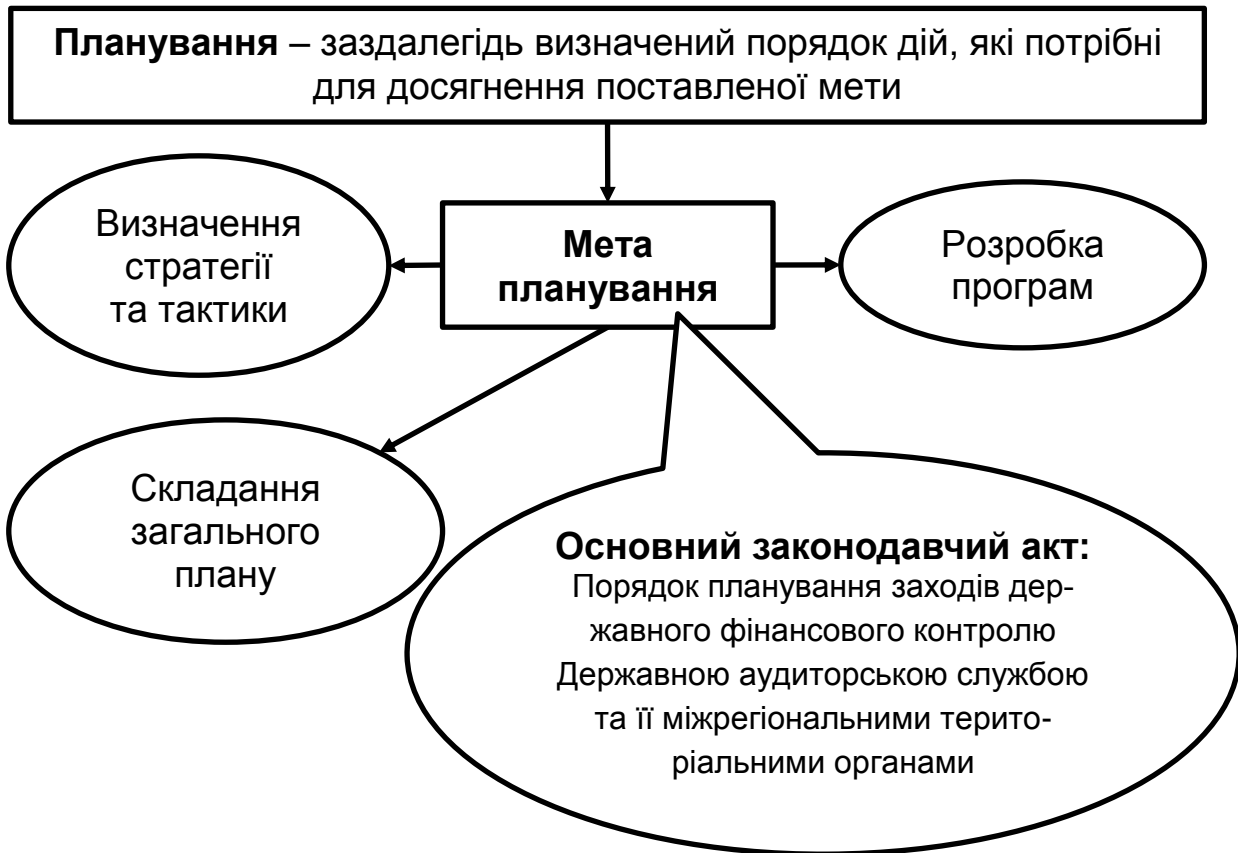 Планування – заздалегідь визначений порядок дій, які потрібні
для досягнення поставленої мети
Визначення
стратегії
та тактики
Мета
планування
Розробка
програм
Складання
загального
плану
Основний законодавчий акт:
Порядок планування заходів дер-
жавного фінансового контролю
Державною аудиторською службою
та її міжрегіональними терито-
ріальними органами